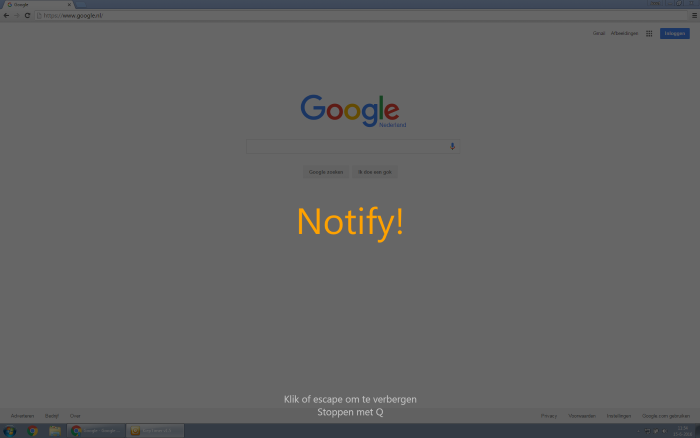 Google
https://www.google.nl/
Gmail Afbeeldingen Inloggen
Google
Nederland
Google zoeken Ik doe een gok
Notify!
Klik of escape om te verbergen
Stoppen met Q
Adverteren Bedrijf Over Privacy Voorwaarden Instellingen Google.com gebruiken
Google - Google